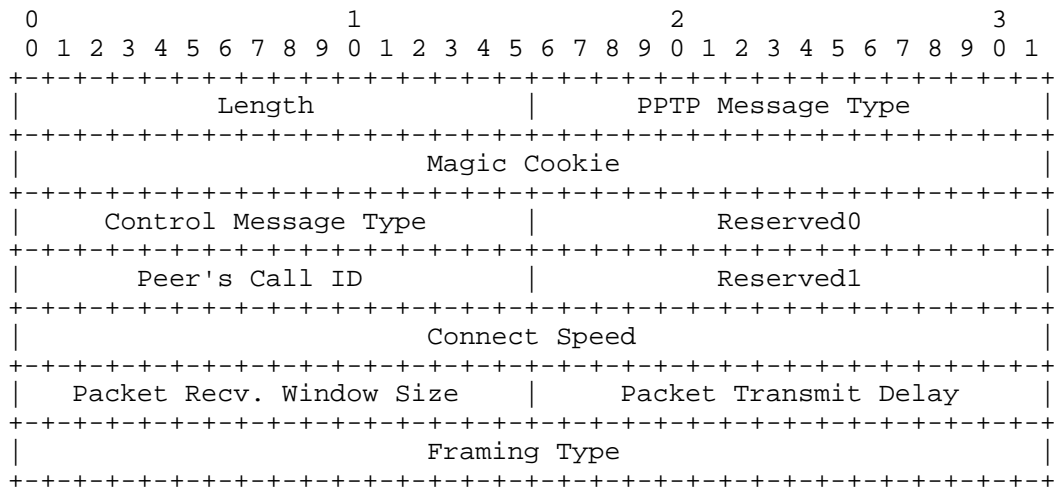 0                   1                   2                   3
 0 1 2 3 4 5 6 7 8 9 0 1 2 3 4 5 6 7 8 9 0 1 2 3 4 5 6 7 8 9 0 1
+-+-+-+-+-+-+-+-+-+-+-+-+-+-+-+-+-+-+-+-+-+-+-+-+-+-+-+-+-+-+-+-+
|            Length             |      PPTP Message Type        |
+-+-+-+-+-+-+-+-+-+-+-+-+-+-+-+-+-+-+-+-+-+-+-+-+-+-+-+-+-+-+-+-+
|                         Magic Cookie                          |
+-+-+-+-+-+-+-+-+-+-+-+-+-+-+-+-+-+-+-+-+-+-+-+-+-+-+-+-+-+-+-+-+
|     Control Message Type      |           Reserved0           |
+-+-+-+-+-+-+-+-+-+-+-+-+-+-+-+-+-+-+-+-+-+-+-+-+-+-+-+-+-+-+-+-+
|       Peer's Call ID          |           Reserved1           |
+-+-+-+-+-+-+-+-+-+-+-+-+-+-+-+-+-+-+-+-+-+-+-+-+-+-+-+-+-+-+-+-+
|                         Connect Speed                         |
+-+-+-+-+-+-+-+-+-+-+-+-+-+-+-+-+-+-+-+-+-+-+-+-+-+-+-+-+-+-+-+-+
|   Packet Recv. Window Size    |     Packet Transmit Delay     |
+-+-+-+-+-+-+-+-+-+-+-+-+-+-+-+-+-+-+-+-+-+-+-+-+-+-+-+-+-+-+-+-+
|                         Framing Type                          |
+-+-+-+-+-+-+-+-+-+-+-+-+-+-+-+-+-+-+-+-+-+-+-+-+-+-+-+-+-+-+-+-+